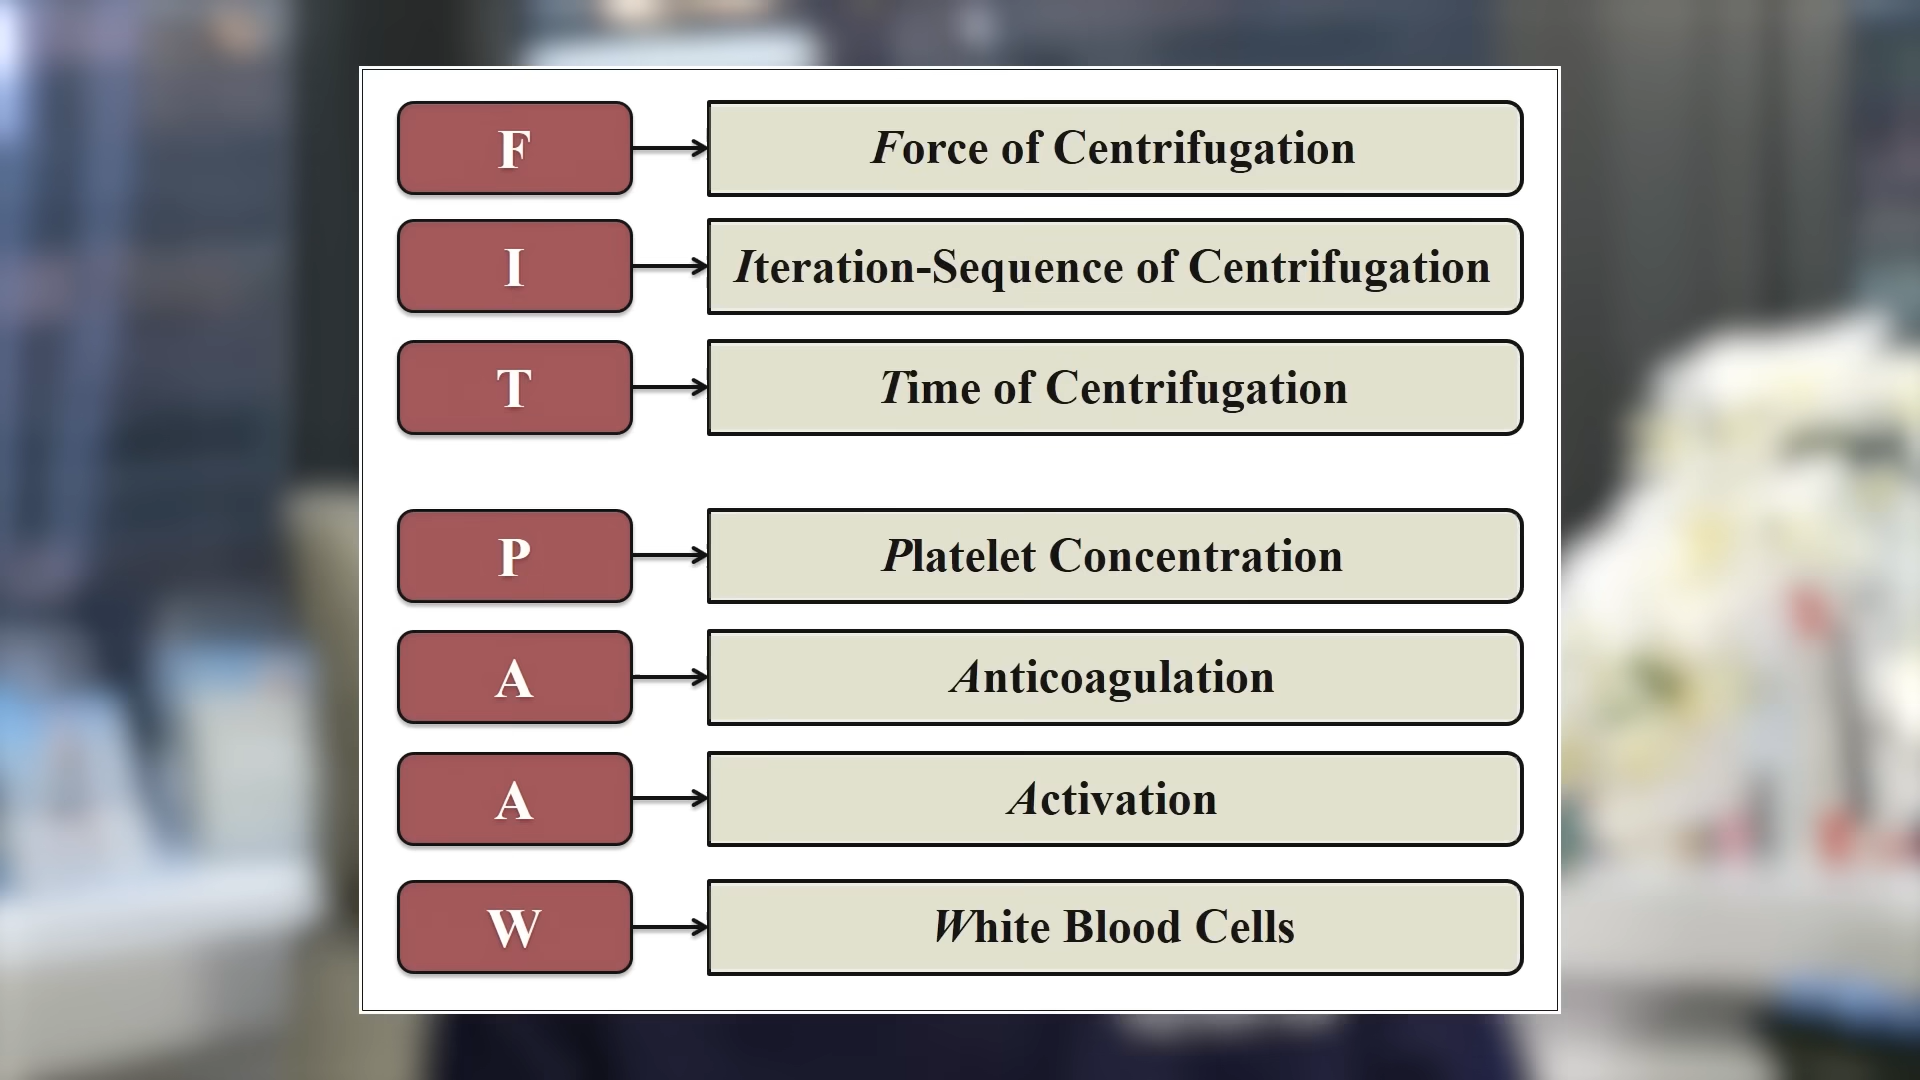 F
Force of Centrifugation
I
Iteration-Sequence of Centrifugation
T
Time of Centrifugation
P
Platelet Concentration
A
Anticoagulation
A
Activation
W
White Blood Cells